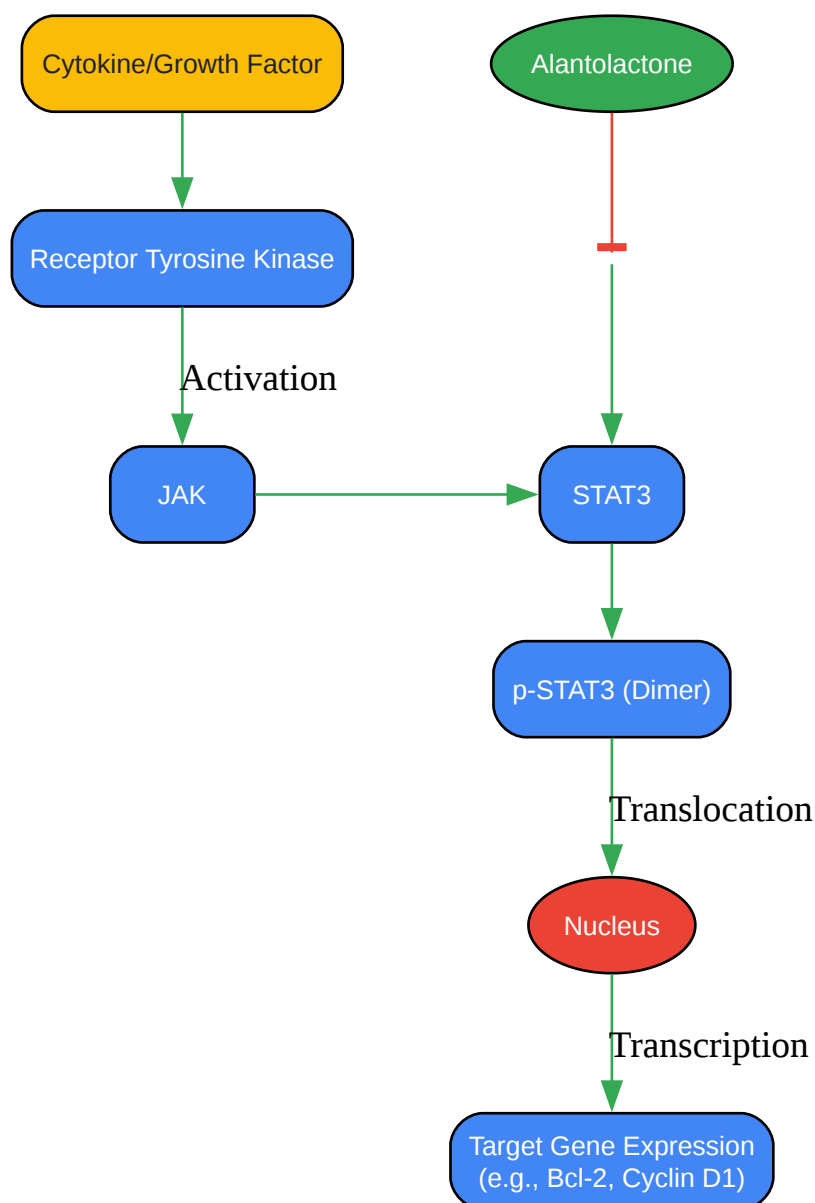 Cytokine/Growth Factor
Alantolactone
Receptor Tyrosine Kinase
Activation
JAK
STAT3
p-STAT3 (Dimer)
Translocation
Nucleus
Transcription
Target Gene Expression
(e.g., Bcl-2, Cyclin D1)